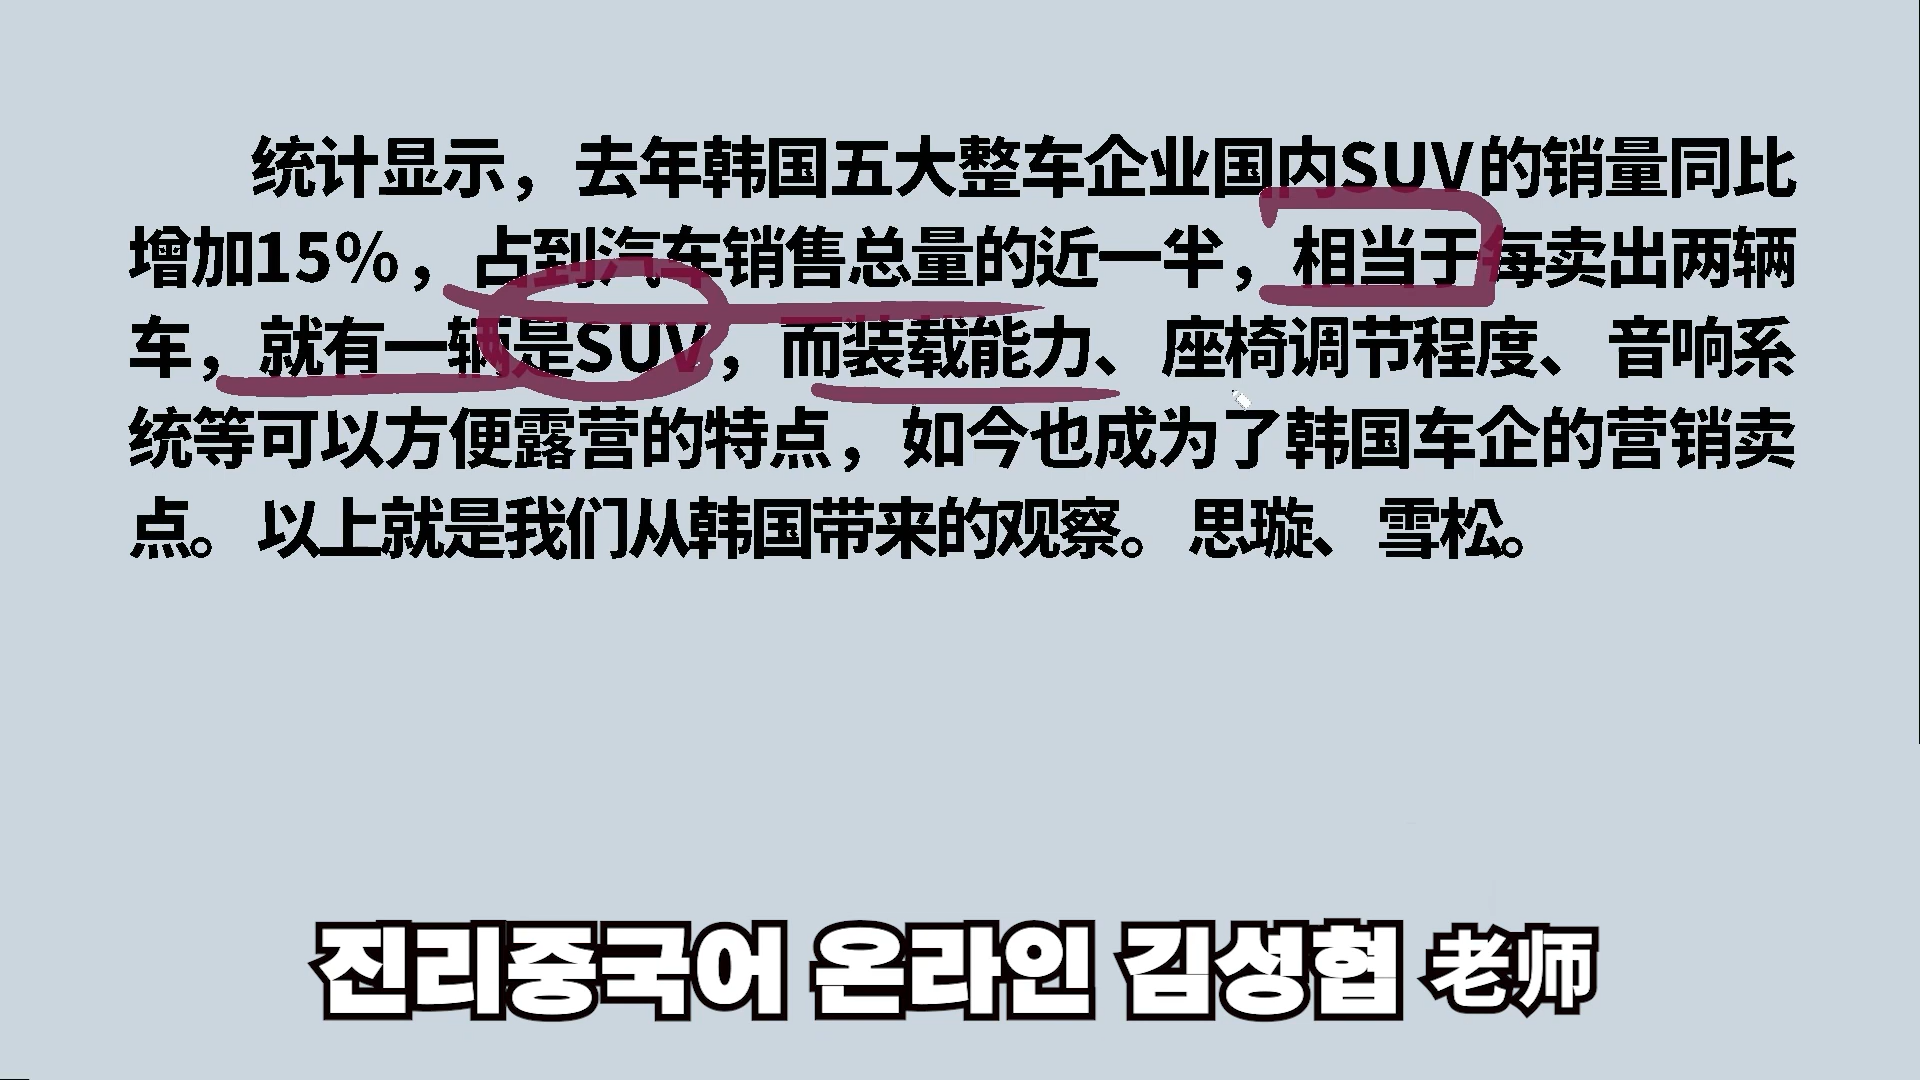 统计显示，去年韩国五大整车企业国内SUV的销量同比
增加15%，占到汽车销售总量的近一半，相当于每卖出两辆
车，就有一辆是SUV，而装载能力、座椅调节程度、音响系
统等可以方便露营的特点，如今也成为了韩国车企的营销卖
点。以上就是我们从韩国带来的观察。思璇、雪松。
진리중국어 온라인 김성협 老师